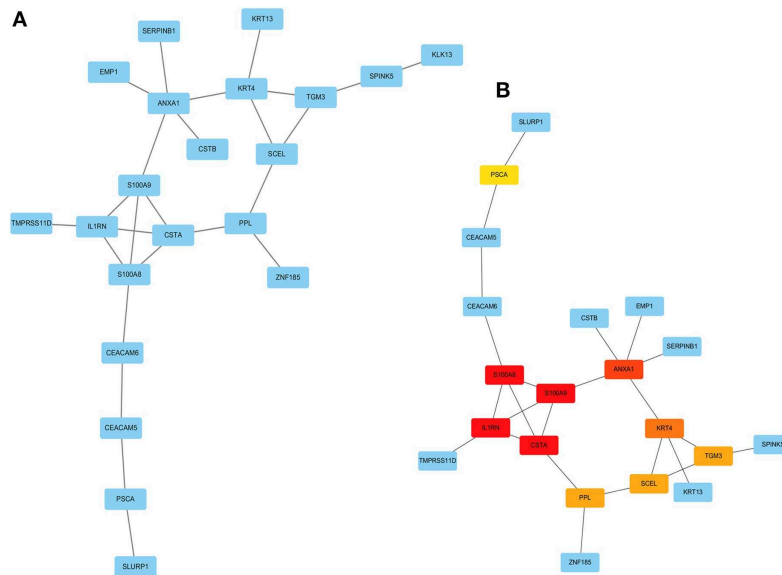 A
KRT13
SERPINB1
KLK13
EMP1
SPINK5
KRT4
TGM3
ANXA1
CSTB
SCEL
S100A9
TMPRSS11D
IL1RN
PPL
CSTA
S100A8
ZNF185
CEACAM6
CEACAM5
PSCA
SLURP1
B
SLURP1
PSCA
CEACAM5
CEACAM6
EMP1
CSTB
SERPINB1
ANXA1
S100A8
S100A9
IL1RN
KRT4
CSTA
SPINK5
TGM3
TMPRSS11D
SCEL
KRT13
PPL
ZNF185